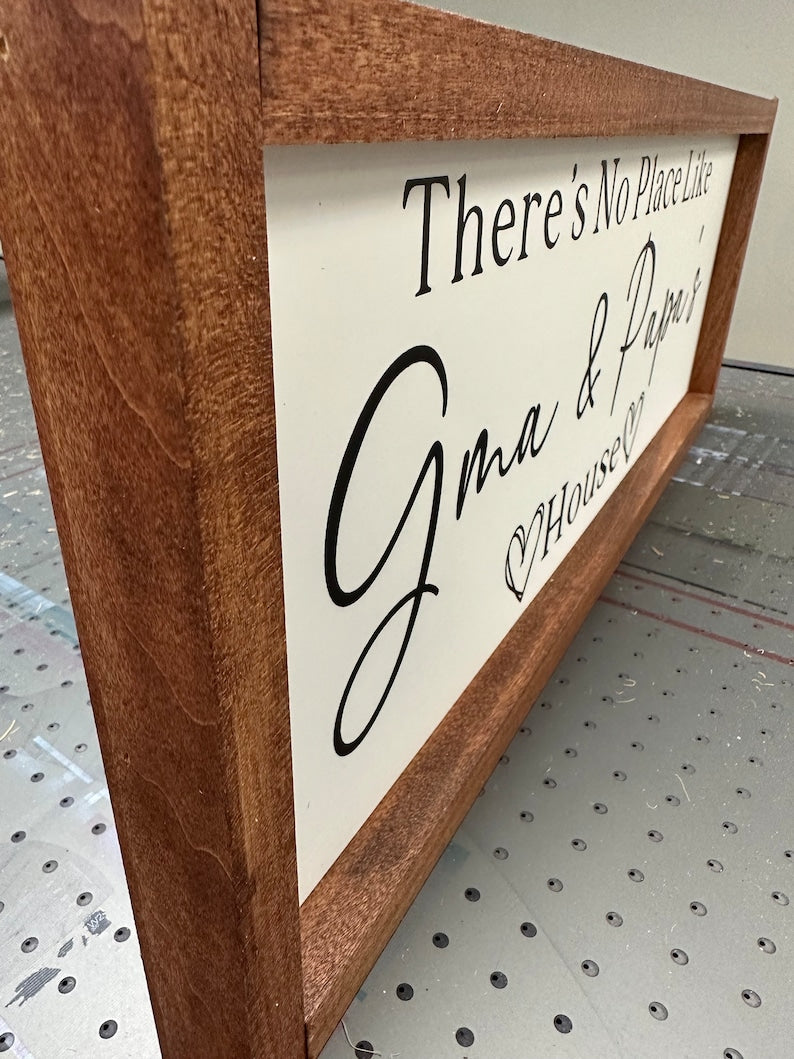 There's No Place Like
Gma & Papa's
♡House♡